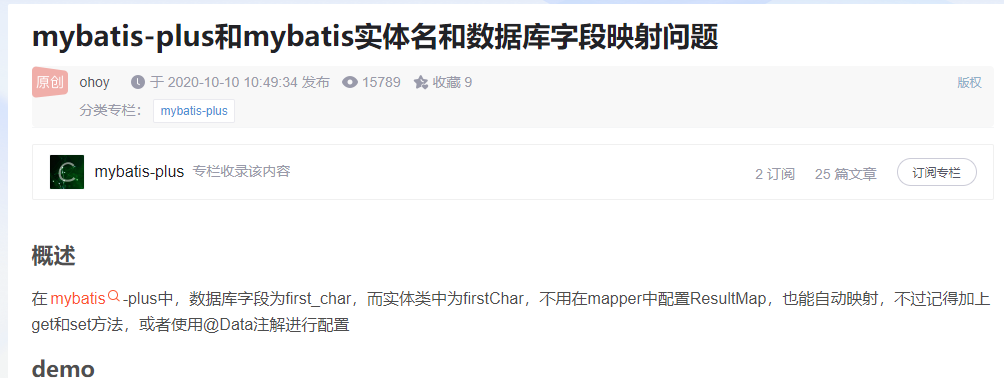 mybatis-plus和mybatis实体名和数据库字段映射问题
原创 ohoy 于 2020-10-10 10:49:34 发布 15789 收藏 9 版权
分类专栏： mybatis-plus
C mybatis-plus 专栏收录该内容 2 订阅 25 篇文章 订阅专栏
概述
在 mybatis -plus中，数据库字段为first_char，而实体类中为firstChar，不用在mapper中配置ResultMap，也能自动映射，不过记得加上
get和set方法，或者使用@Data注解进行配置
demo